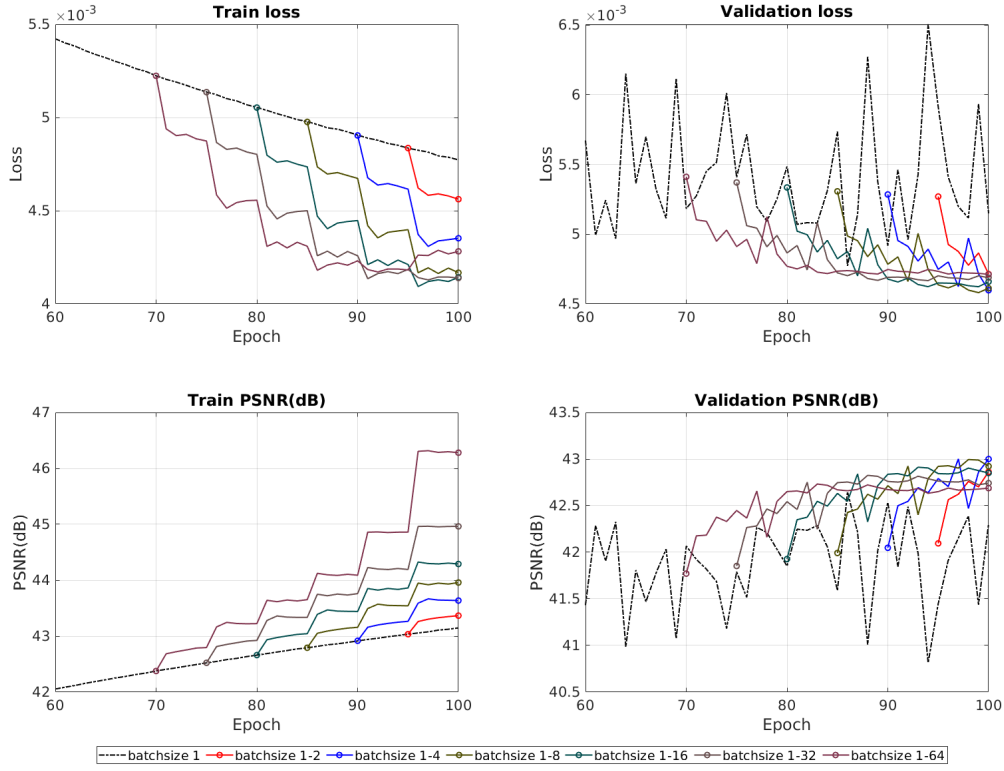 Train loss
×10⁻³
5.5
5
4.5
4
Loss
60 70 80 90 100
Epoch
Validation loss
×10⁻³
6.5
6
5.5
5
4.5
Loss
60 70 80 90 100
Epoch
Train PSNR(dB)
47
46
45
44
43
42
PSNR(dB)
60 70 80 90 100
Epoch
Validation PSNR(dB)
43.5
43
42.5
42
41.5
41
40.5
PSNR(dB)
60 70 80 90 100
Epoch
batchsize 1 batchsize 1-2 batchsize 1-4 batchsize 1-8 batchsize 1-16 batchsize 1-32 batchsize 1-64